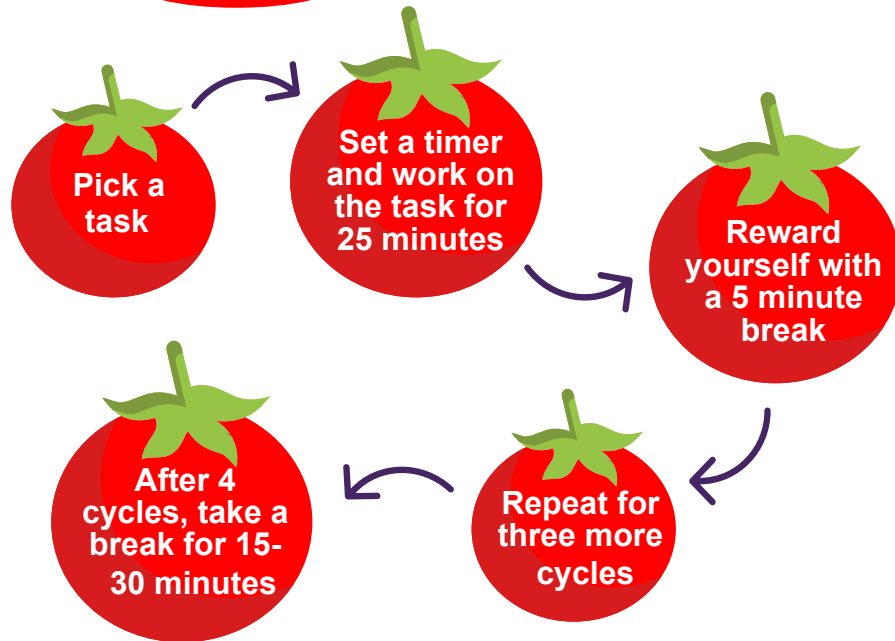 Pick a
task
Set a timer
and work on
the task for
25 minutes
Reward
yourself with
a 5 minute
break
Repeat for
three more
cycles
After 4
cycles, take a
break for 15-
30 minutes